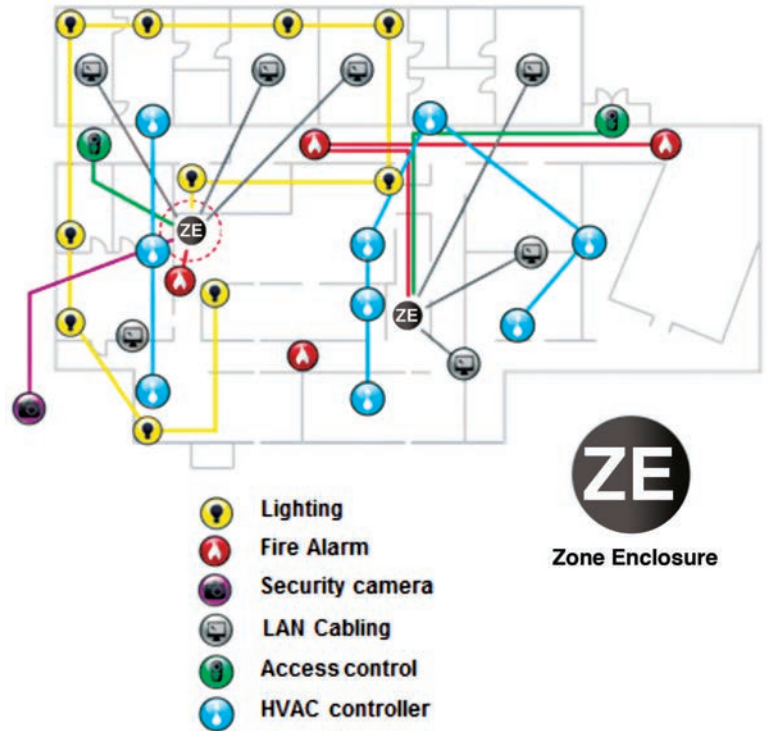 ZE
ZE
ZE
Zone Enclosure
Lighting
Fire Alarm
Security camera
LAN Cabling
Access control
HVAC controller